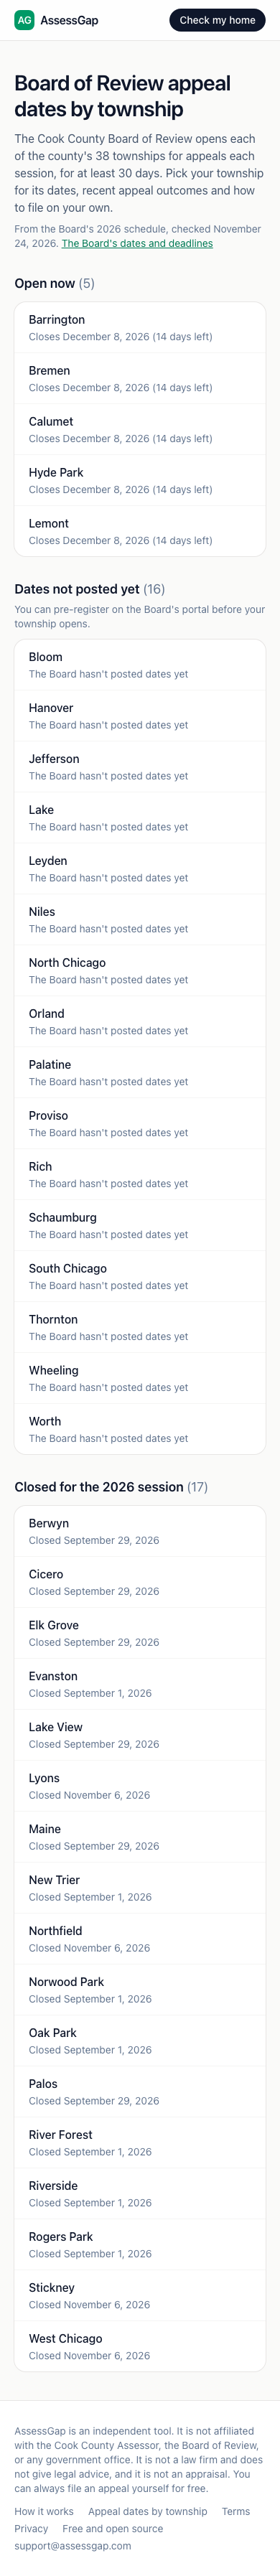 AG AssessGap Check my home
Board of Review appeal
dates by township
The Cook County Board of Review opens each
of the county's 38 townships for appeals each
session, for at least 30 days. Pick your township
for its dates, recent appeal outcomes and how
to file on your own.
From the Board's 2026 schedule, checked November
24, 2026. The Board's dates and deadlines
Open now (5)
Barrington
Closes December 8, 2026 (14 days left)
Bremen
Closes December 8, 2026 (14 days left)
Calumet
Closes December 8, 2026 (14 days left)
Hyde Park
Closes December 8, 2026 (14 days left)
Lemont
Closes December 8, 2026 (14 days left)
Dates not posted yet (16)
You can pre-register on the Board's portal before your
township opens.
Bloom
The Board hasn't posted dates yet
Hanover
The Board hasn't posted dates yet
Jefferson
The Board hasn't posted dates yet
Lake
The Board hasn't posted dates yet
Leyden
The Board hasn't posted dates yet
Niles
The Board hasn't posted dates yet
North Chicago
The Board hasn't posted dates yet
Orland
The Board hasn't posted dates yet
Palatine
The Board hasn't posted dates yet
Proviso
The Board hasn't posted dates yet
Rich
The Board hasn't posted dates yet
Schaumburg
The Board hasn't posted dates yet
South Chicago
The Board hasn't posted dates yet
Thornton
The Board hasn't posted dates yet
Wheeling
The Board hasn't posted dates yet
Worth
The Board hasn't posted dates yet
Closed for the 2026 session (17)
Berwyn
Closed September 29, 2026
Cicero
Closed September 29, 2026
Elk Grove
Closed September 29, 2026
Evanston
Closed September 1, 2026
Lake View
Closed September 29, 2026
Lyons
Closed November 6, 2026
Maine
Closed September 29, 2026
New Trier
Closed September 1, 2026
Northfield
Closed November 6, 2026
Norwood Park
Closed September 1, 2026
Oak Park
Closed September 1, 2026
Palos
Closed September 29, 2026
River Forest
Closed September 1, 2026
Riverside
Closed September 1, 2026
Rogers Park
Closed September 1, 2026
Stickney
Closed November 6, 2026
West Chicago
Closed November 6, 2026
AssessGap is an independent tool. It is not affiliated
with the Cook County Assessor, the Board of Review,
or any government office. It is not a law firm and does
not give legal advice, and it is not an appraisal. You
can always file an appeal yourself for free.
How it works Appeal dates by township Terms
Privacy Free and open source
support@assessgap.com